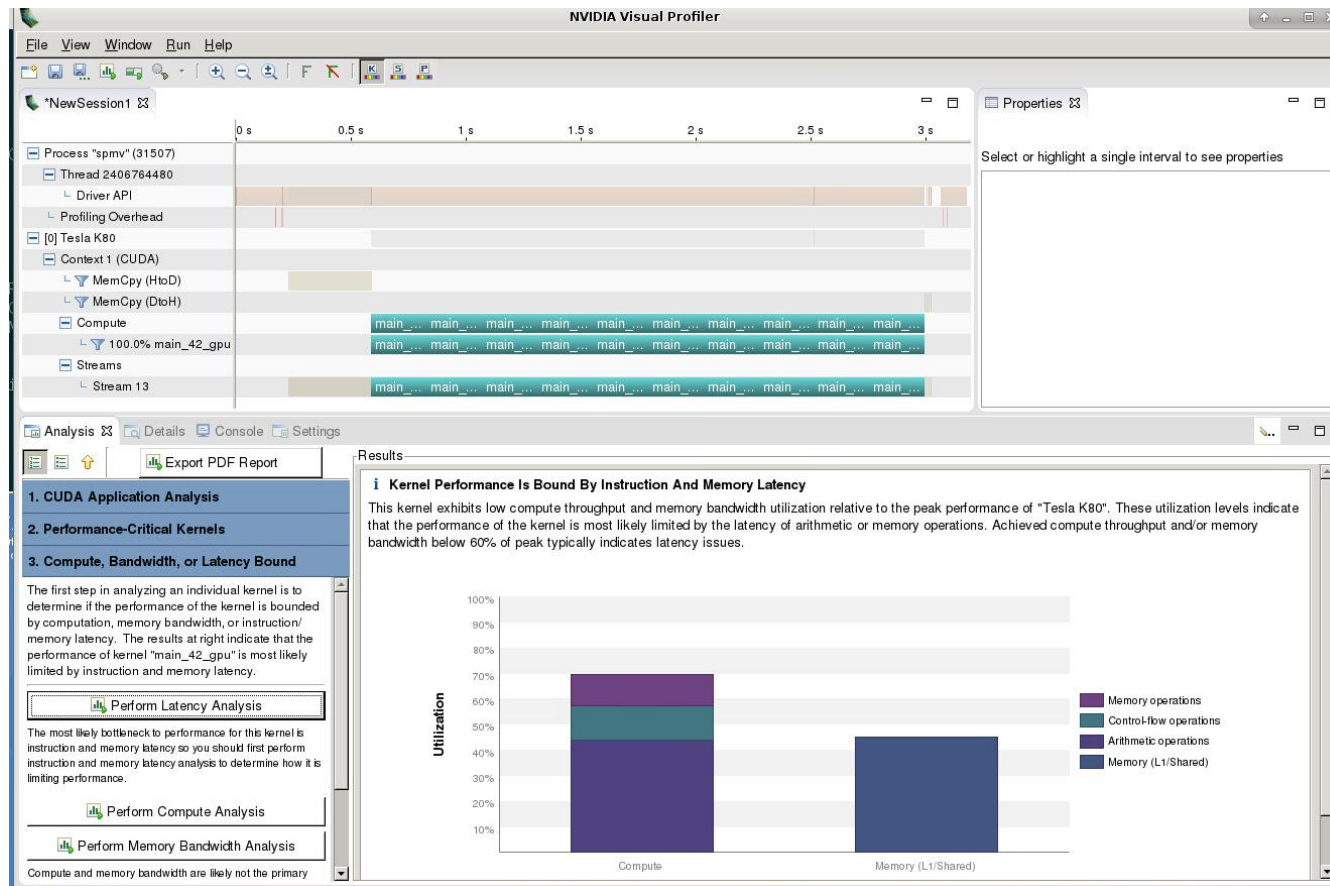 NVIDIA Visual Profiler
File View Window Run Help
*NewSession1
Properties
0 s 0.5 s 1 s 1.5 s 2 s 2.5 s 3 s
Select or highlight a single interval to see properties
Process "spmv" (31507)
Thread 2406764480
Driver API
Profiling Overhead
[0] Tesla K80
Context 1 (CUDA)
MemCpy (HtoD)
MemCpy (DtoH)
Compute
main_... main_... main_... main_... main_... main_... main_... main_... main_... main_...
100.0% main_42_gpu
main_... main_... main_... main_... main_... main_... main_... main_... main_... main_...
Streams
Stream 13
main_... main_... main_... main_... main_... main_... main_... main_... main_... main_...
Analysis Details Console Settings
Export PDF Report
1. CUDA Application Analysis
2. Performance-Critical Kernels
3. Compute, Bandwidth, or Latency Bound
The first step in analyzing an individual kernel is to
determine if the performance of the kernel is bounded
by computation, memory bandwidth, or instruction/
memory latency. The results at right indicate that the
performance of kernel "main_42_gpu" is most likely
limited by instruction and memory latency.
Perform Latency Analysis
The most likely bottleneck to performance for this kernel is
instruction and memory latency so you should first perform
instruction and memory latency analysis to determine how it is
limiting performance.
Perform Compute Analysis
Perform Memory Bandwidth Analysis
Compute and memory bandwidth are likely not the primary
Results
i Kernel Performance Is Bound By Instruction And Memory Latency
This kernel exhibits low compute throughput and memory bandwidth utilization relative to the peak performance of "Tesla K80". These utilization levels indicate
that the performance of the kernel is most likely limited by the latency of arithmetic or memory operations. Achieved compute throughput and/or memory
bandwidth below 60% of peak typically indicates latency issues.
100%
90%
80%
70%
60%
50%
40%
30%
20%
10%
Utilization
Compute
Memory (L1/Shared)
Memory operations
Control-flow operations
Arithmetic operations
Memory (L1/Shared)